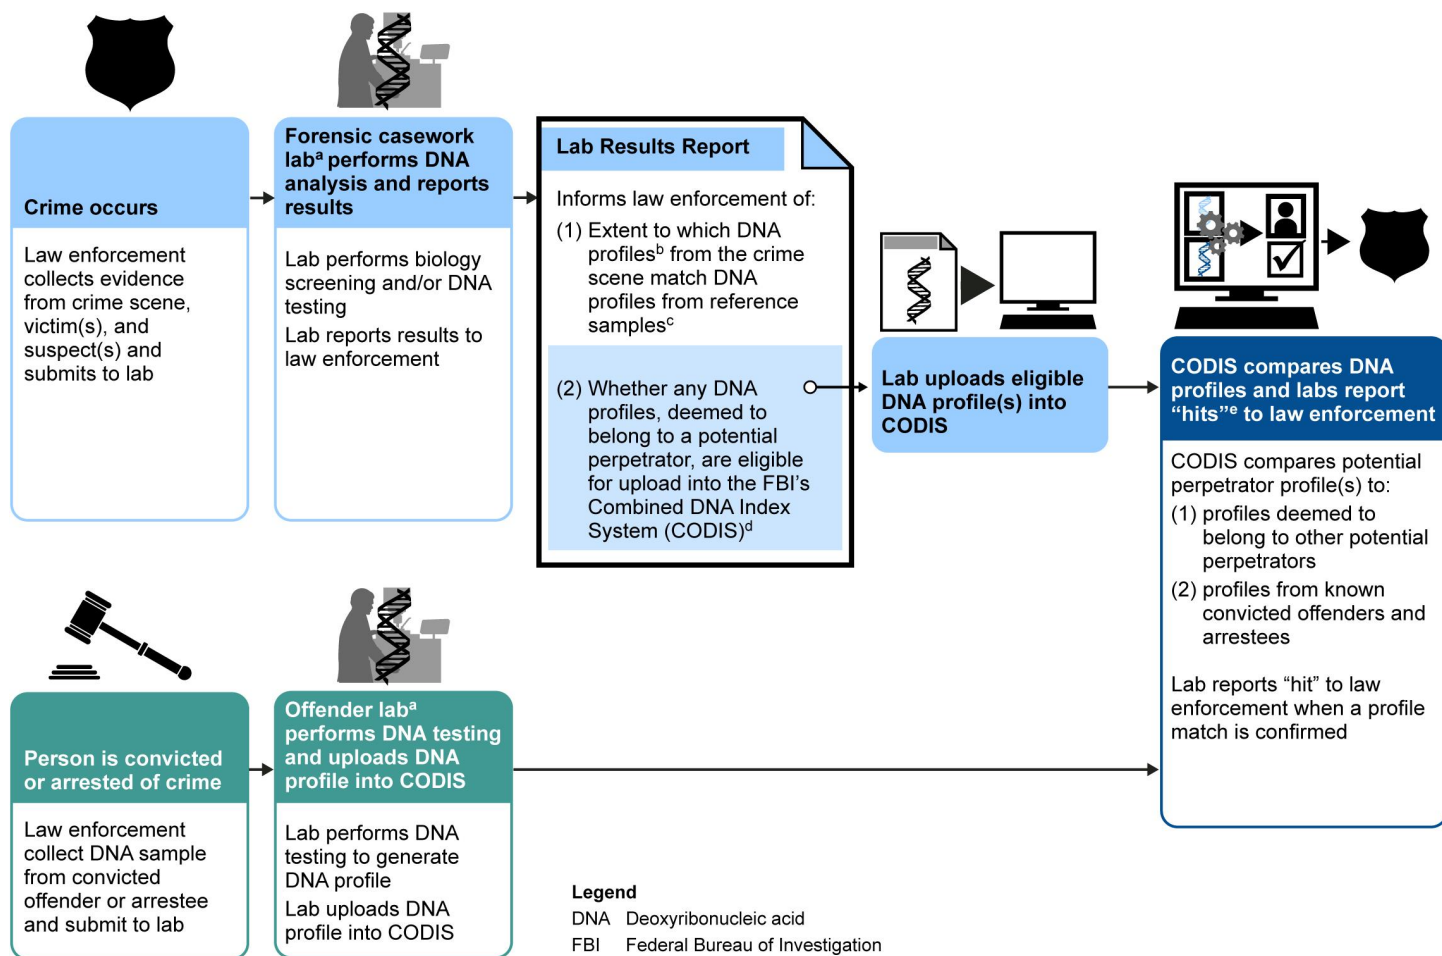 Crime occurs
Law enforcement
collects evidence
from crime scene,
victim(s), and
suspect(s) and
submits to lab
Forensic casework
labᵃ performs DNA
analysis and reports
results
Lab performs biology
screening and/or DNA
testing
Lab reports results to
law enforcement
Lab Results Report
Informs law enforcement of:
(1) Extent to which DNA
profilesᵇ from the crime
scene match DNA
profiles from reference
samplesᶜ
(2) Whether any DNA
profiles, deemed to
belong to a potential
perpetrator, are eligible
for upload into the FBI’s
Combined DNA Index
System (CODIS)ᵈ
Lab uploads eligible
DNA profile(s) into
CODIS
CODIS compares DNA
profiles and labs report
“hits”ᵉ to law enforcement
CODIS compares potential
perpetrator profile(s) to:
(1) profiles deemed to
belong to other potential
perpetrators
(2) profiles from known
convicted offenders and
arrestees
Lab reports “hit” to law
enforcement when a profile
match is confirmed
Person is convicted
or arrested of crime
Law enforcement
collect DNA sample
from convicted
offender or arrestee
and submit to lab
Offender labᵃ
performs DNA testing
and uploads DNA
profile into CODIS
Lab performs DNA
testing to generate
DNA profile
Lab uploads DNA
profile into CODIS
Legend
DNA Deoxyribonucleic acid
FBI Federal Bureau of Investigation